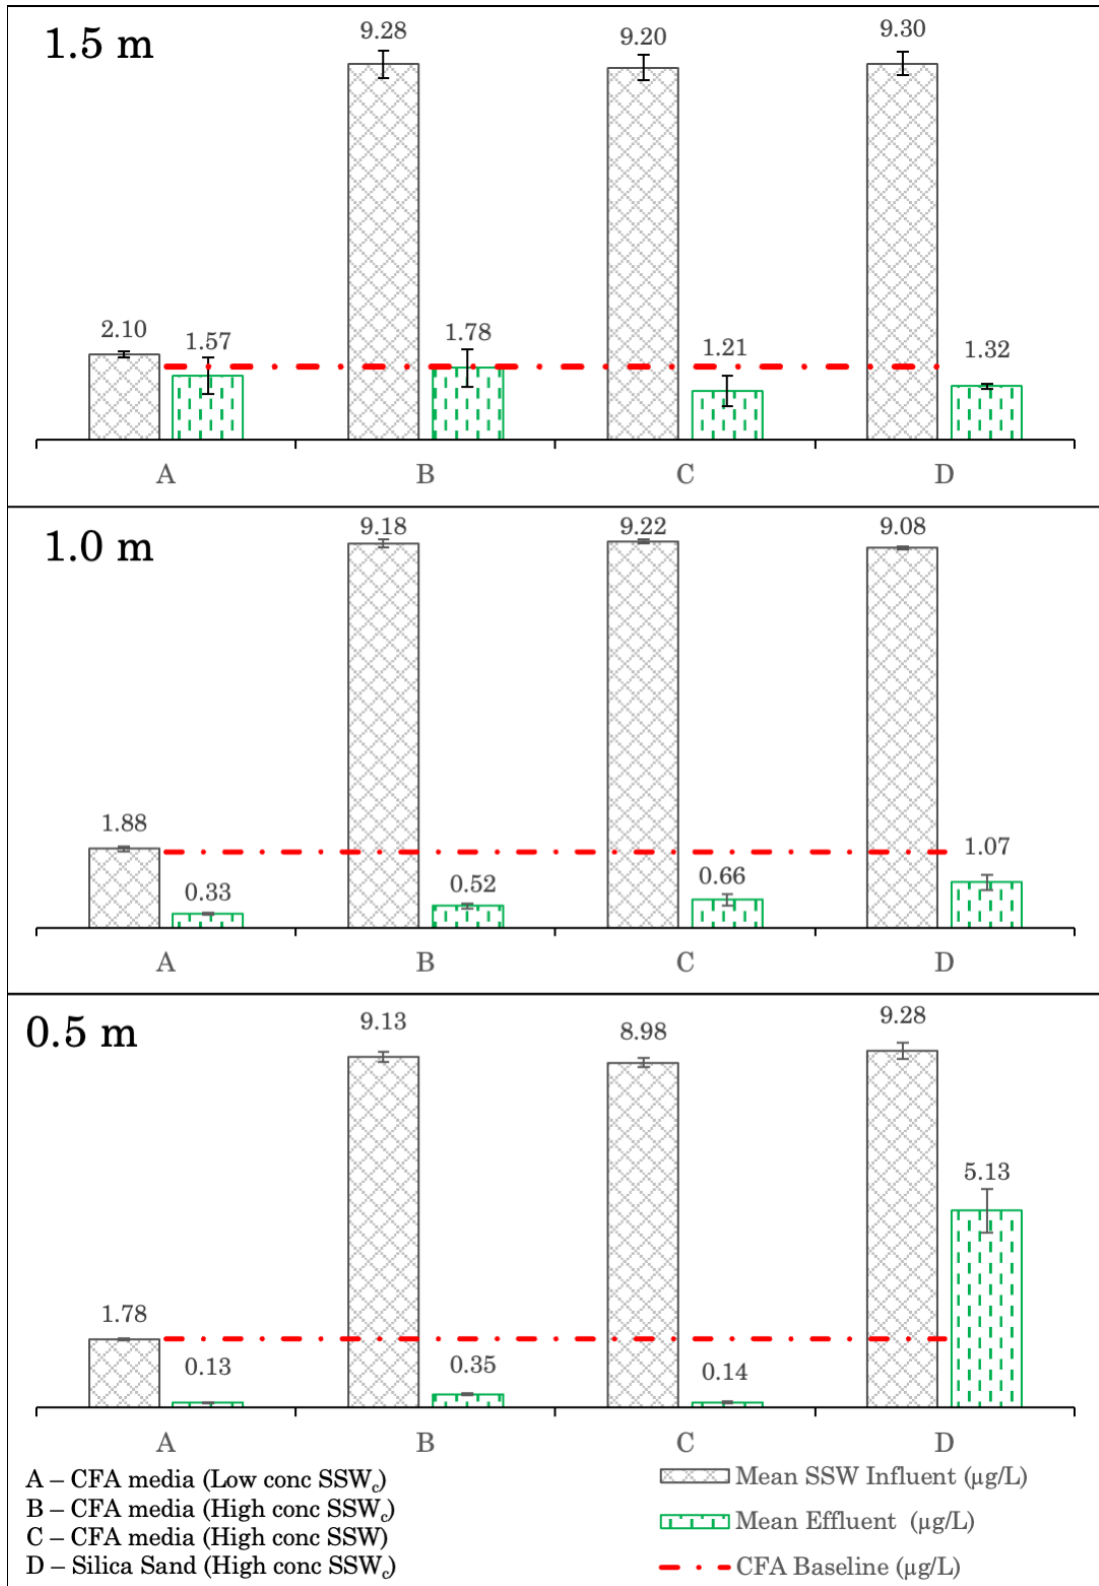 1.5 m
9.28
9.20
9.30
2.10
1.57
1.78
1.21
1.32
A
B
C
D
1.0 m
9.18
9.22
9.08
1.88
0.33
0.52
0.66
1.07
A
B
C
D
0.5 m
9.13
8.98
9.28
5.13
1.78
0.13
0.35
0.14
A
B
C
D
A – CFA media (Low conc SSWc)
B – CFA media (High conc SSWc)
C – CFA media (High conc SSW)
D – Silica Sand (High conc SSWc)
Mean SSW Influent (µg/L)
Mean Effluent (µg/L)
CFA Baseline (µg/L)